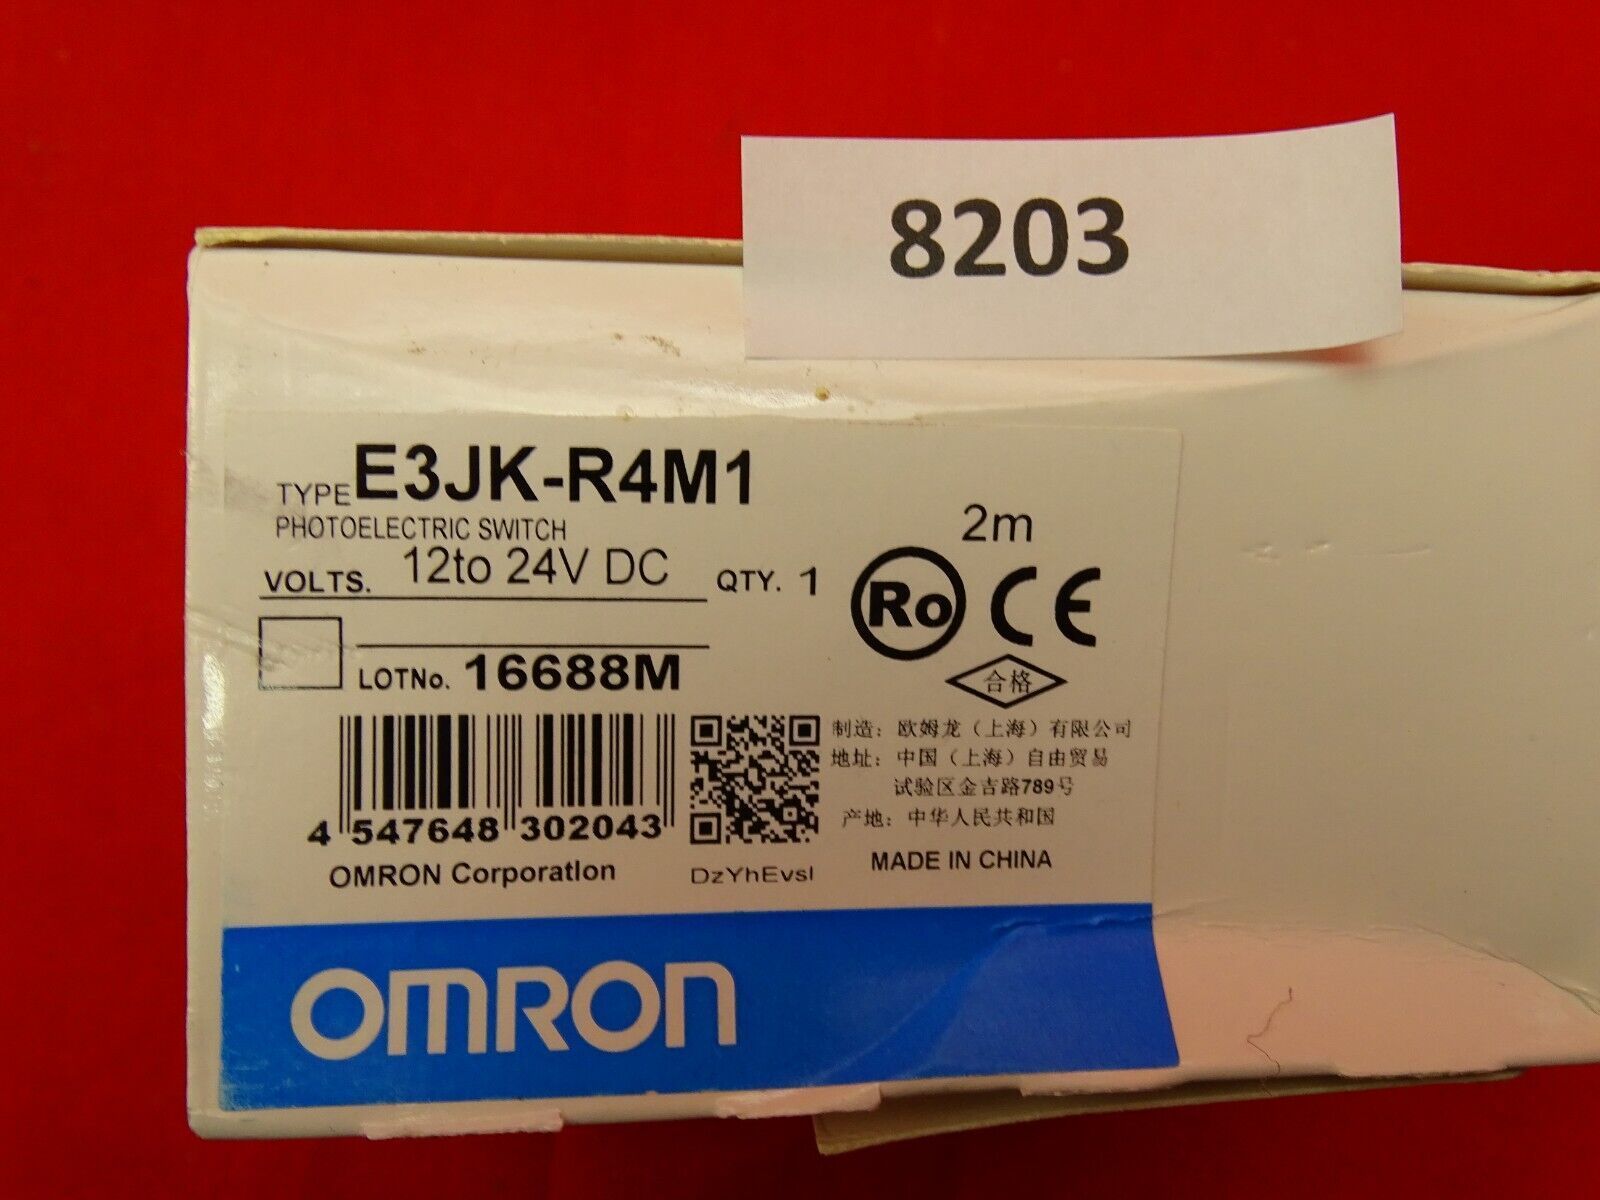 8203
TYPE E3JK-R4M1
PHOTOELECTRIC SWITCH
2m
VOLTS. 12to 24V DC QTY. 1
Ro CE
LOTNo. 16688M
合格
制造: 欧姆龙（上海）有限公司
地址: 中国（上海）自由贸易
试验区金吉路789号
产地: 中华人民共和国
4 547648 302043
OMRON Corporation
DzYhEvsl
MADE IN CHINA
OMRON